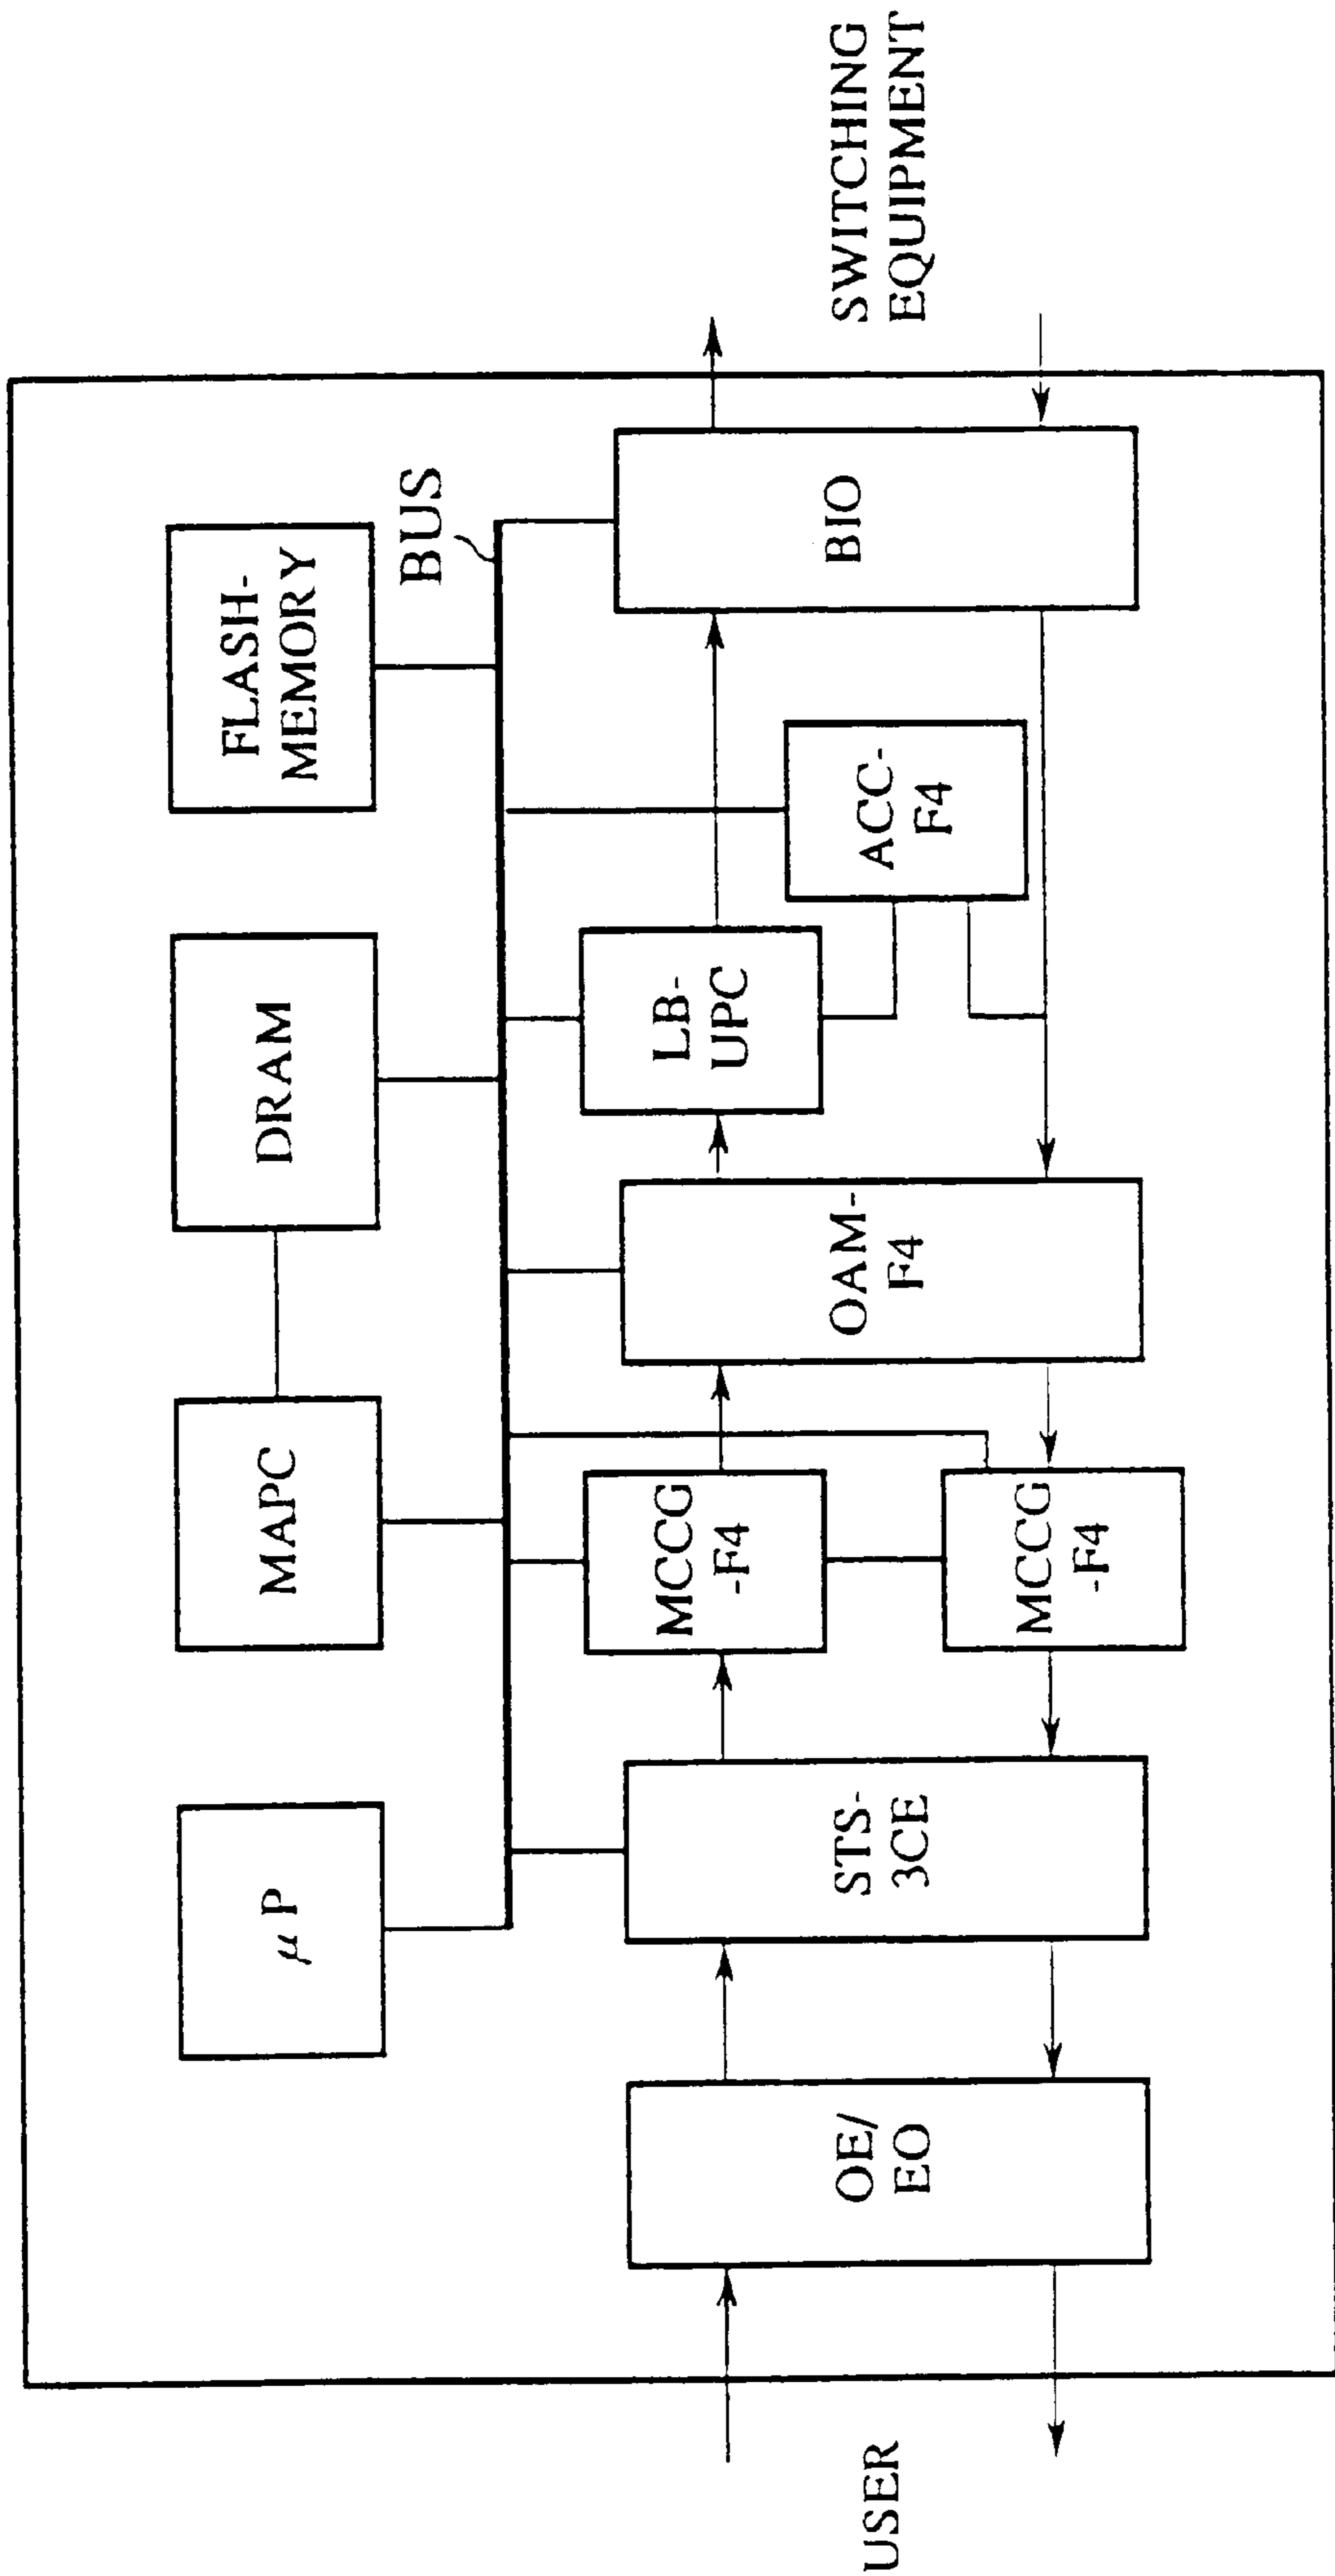 μP
MAPC
DRAM
FLASH-
MEMORY
BUS
USER
OE/
EO
STS-
3CE
MCCG
-F4
MCCG
-F4
OAM-
F4
LB-
UPC
ACC-
F4
BIO
SWITCHING
EQUIPMENT